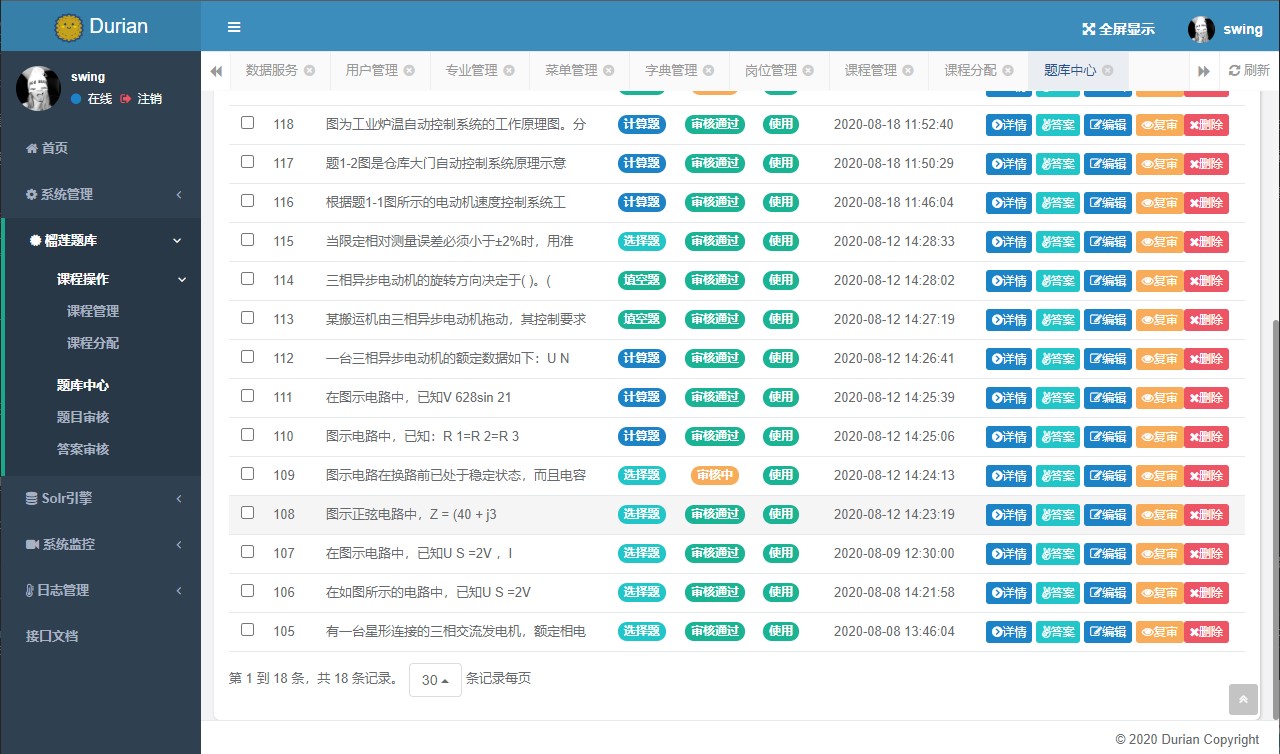 Durian
全屏显示 swing
swing
在线 注销
数据服务 用户管理 专业管理 菜单管理 字典管理 岗位管理 课程管理 课程分配 题库中心 刷新
首页
系统管理
榴莲题库
课程操作
课程管理
课程分配
题库中心
题目审核
答案审核
Solr引擎
系统监控
日志管理
接口文档
118 图为工业炉温自动控制系统的工作原理图。分 计算题 审核通过 使用 2020-08-18 11:52:40 详情 答案 编辑 复审 删除
117 题1-2图是仓库大门自动控制系统原理示意 计算题 审核通过 使用 2020-08-18 11:50:29 详情 答案 编辑 复审 删除
116 根据题1-1图所示的电动机速度控制系统工 计算题 审核通过 使用 2020-08-18 11:46:04 详情 答案 编辑 复审 删除
115 当限定相对测量误差必须小于±2%时，用准 选择题 审核通过 使用 2020-08-12 14:28:33 详情 答案 编辑 复审 删除
114 三相异步电动机的旋转方向决定于( )。( 填空题 审核通过 使用 2020-08-12 14:28:02 详情 答案 编辑 复审 删除
113 某搬运机由三相异步电动机拖动，其控制要求 填空题 审核通过 使用 2020-08-12 14:27:19 详情 答案 编辑 复审 删除
112 一台三相异步电动机的额定数据如下：U N 计算题 审核通过 使用 2020-08-12 14:26:41 详情 答案 编辑 复审 删除
111 在图示电路中，已知V 628sin 21 计算题 审核通过 使用 2020-08-12 14:25:39 详情 答案 编辑 复审 删除
110 图示电路中，已知：R 1=R 2=R 3 计算题 审核通过 使用 2020-08-12 14:25:06 详情 答案 编辑 复审 删除
109 图示电路在换路前已处于稳定状态，而且电容 选择题 审核中 使用 2020-08-12 14:24:13 详情 答案 编辑 复审 删除
108 图示正弦电路中，Z = (40 + j3 选择题 审核通过 使用 2020-08-12 14:23:19 详情 答案 编辑 复审 删除
107 在图示电路中，已知U S =2V ，I 选择题 审核通过 使用 2020-08-09 12:30:00 详情 答案 编辑 复审 删除
106 在如图所示的电路中，已知U S =2V 选择题 审核通过 使用 2020-08-08 14:21:58 详情 答案 编辑 复审 删除
105 有一台星形连接的三相交流发电机，额定相电 选择题 审核通过 使用 2020-08-08 13:46:04 详情 答案 编辑 复审 删除
第 1 到 18 条，共 18 条记录。 30 条记录每页
© 2020 Durian Copyright